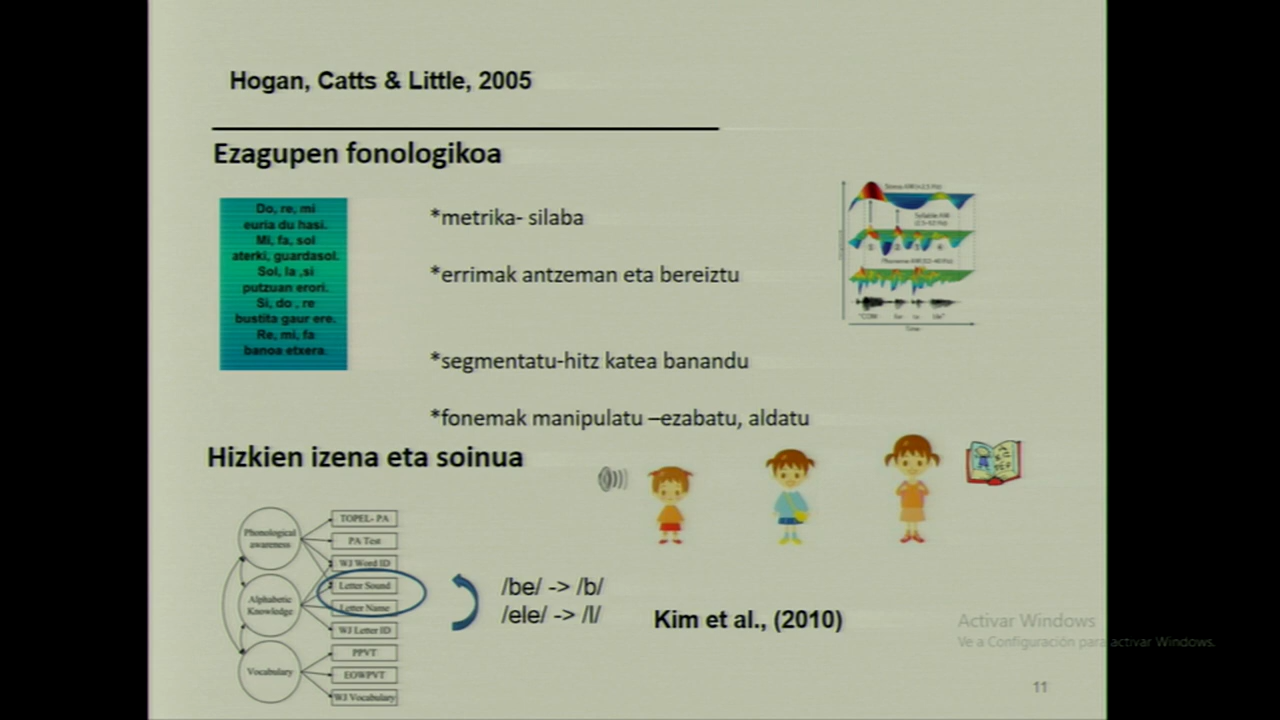 Hogan, Catts & Little, 2005
Ezagupen fonologikoa
Do, re, mi
euria du hasi.
Mi, fa, sol
aterki, guardasol.
Sol, la ,si
putzuan erori.
Si, do , re
bustita gaur ere.
Re, mi, fa
banoa etxera.
*metrika- silaba
*errimak antzeman eta bereiztu
*segmentatu-hitz katea banandu
*fonemak manipulatu –ezabatu, aldatu
Time
Hizkien izena eta soinua
Phonological
awareness
Alphabetic
Knowledge
Vocabulary
TOPEL- PA
PA Test
WJ Word ID
Letter Sound
Letter Name
WJ Letter ID
PPVT
EOWPVT
WJ Vocabulary
/be/ -> /b/
/ele/ -> /l/
Kim et al., (2010)
Activar Windows
Ve a Configuración para activar Windows.
11